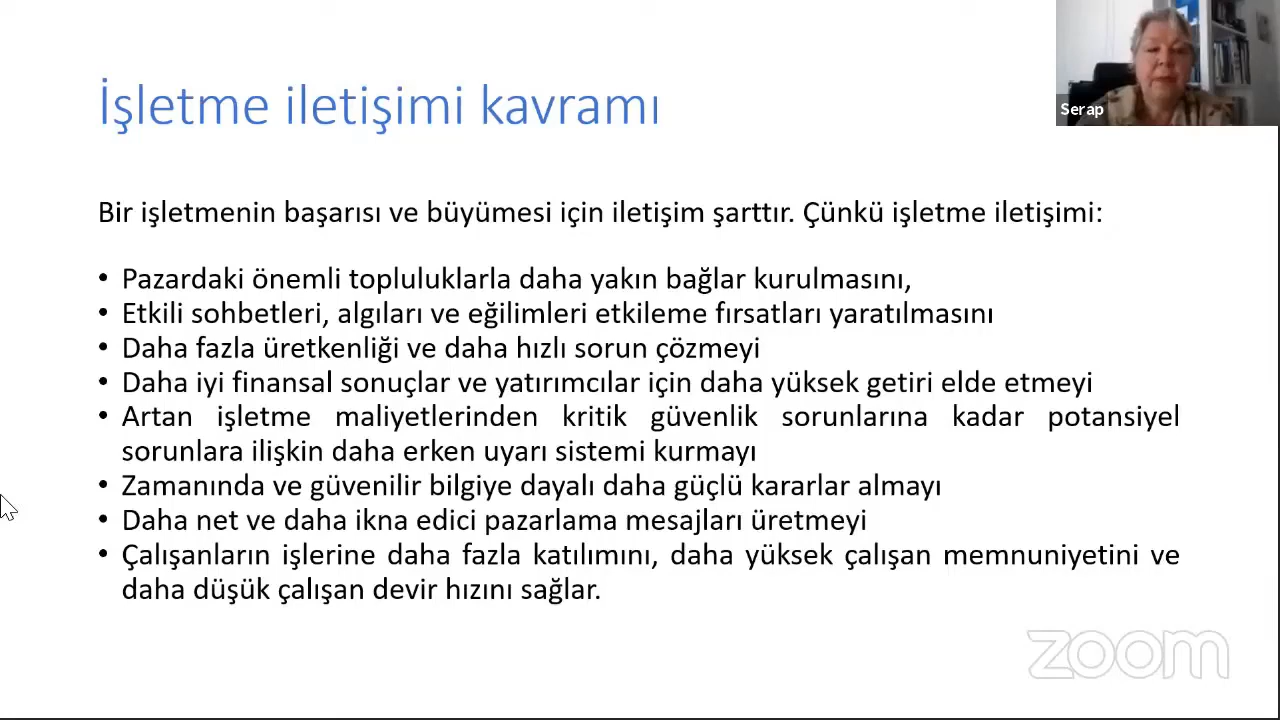 İşletme iletişimi kavramı
Serap
Bir işletmenin başarısı ve büyümesi için iletişim şarttır. Çünkü işletme iletişimi:
• Pazardaki önemli topluluklarla daha yakın bağlar kurulmasını,
• Etkili sohbetleri, algıları ve eğilimleri etkileme fırsatları yaratılmasını
• Daha fazla üretkenliği ve daha hızlı sorun çözmeyi
• Daha iyi finansal sonuçlar ve yatırımcılar için daha yüksek getiri elde etmeyi
• Artan işletme maliyetlerinden kritik güvenlik sorunlarına kadar potansiyel
sorunlara ilişkin daha erken uyarı sistemi kurmayı
• Zamanında ve güvenilir bilgiye dayalı daha güçlü kararlar almayı
• Daha net ve daha ikna edici pazarlama mesajları üretmeyi
• Çalışanların işlerine daha fazla katılımını, daha yüksek çalışan memnuniyetini ve
daha düşük çalışan devir hızını sağlar.
zoom